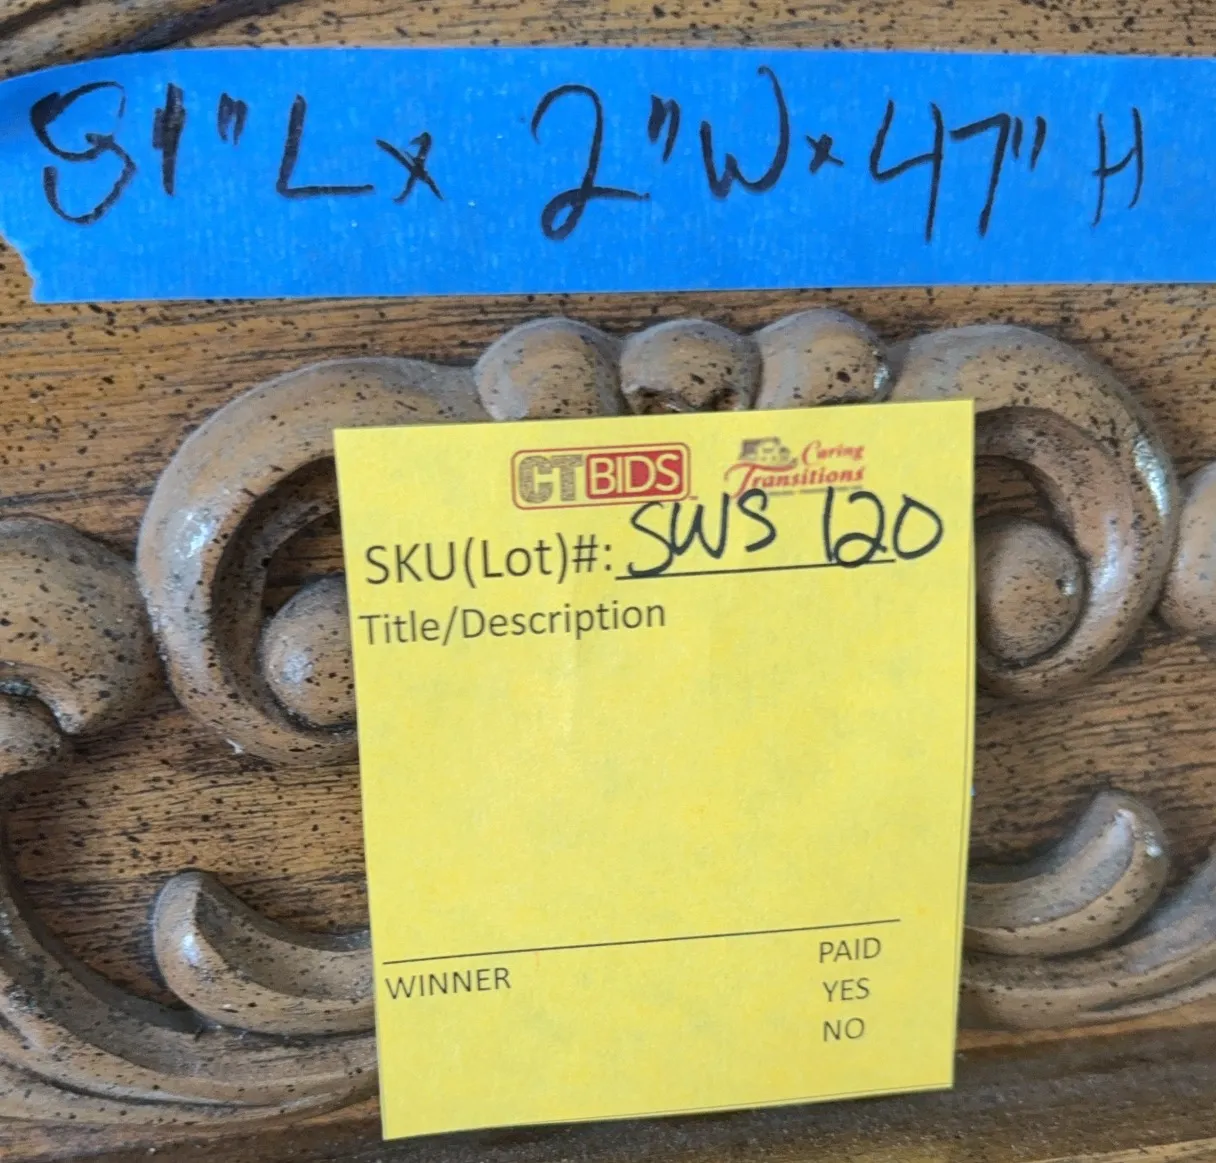 81"L x 2"W x 47" H
CTBIDS Caring
Transitions
SKU(Lot)#: SWS 120
Title/Description
WINNER PAID
YES
NO